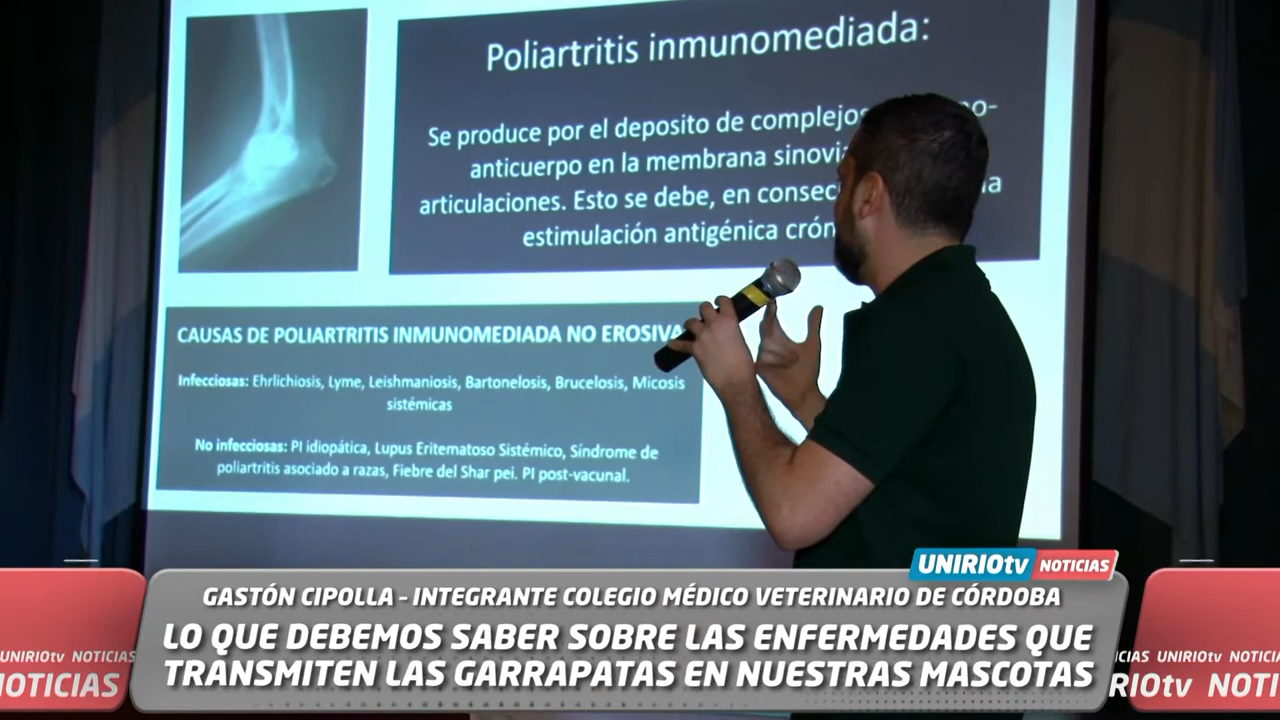 Poliartritis inmunomediada:
Se produce por el deposito de complejos
anticuerpo en la membrana
articulaciones. Esto se debe, en
estimulación antigénica
CAUSAS DE POLIARTRITIS INMUNOMEDIADA NO EROSIVA
Infecciosas: Ehrlichiosis, Lyme, Leishmaniosis, Bartonelosis, Brucelosis, Micosis
sistémicas
No infecciosas: PI idiopática, Lupus Eritematoso Sistémico, Síndrome de
poliartritis asociado a razas, Fiebre del Shar pei. PI post-vacunal.
UNIRIOtv NOTICIAS
GASTÓN CIPOLLA - INTEGRANTE COLEGIO MÉDICO VETERINARIO DE CÓRDOBA
LO QUE DEBEMOS SABER SOBRE LAS ENFERMEDADES QUE
TRANSMITEN LAS GARRAPATAS EN NUESTRAS MASCOTAS
UNIRIOtv NOTICIAS
NOTICIAS
UNIRIOtv